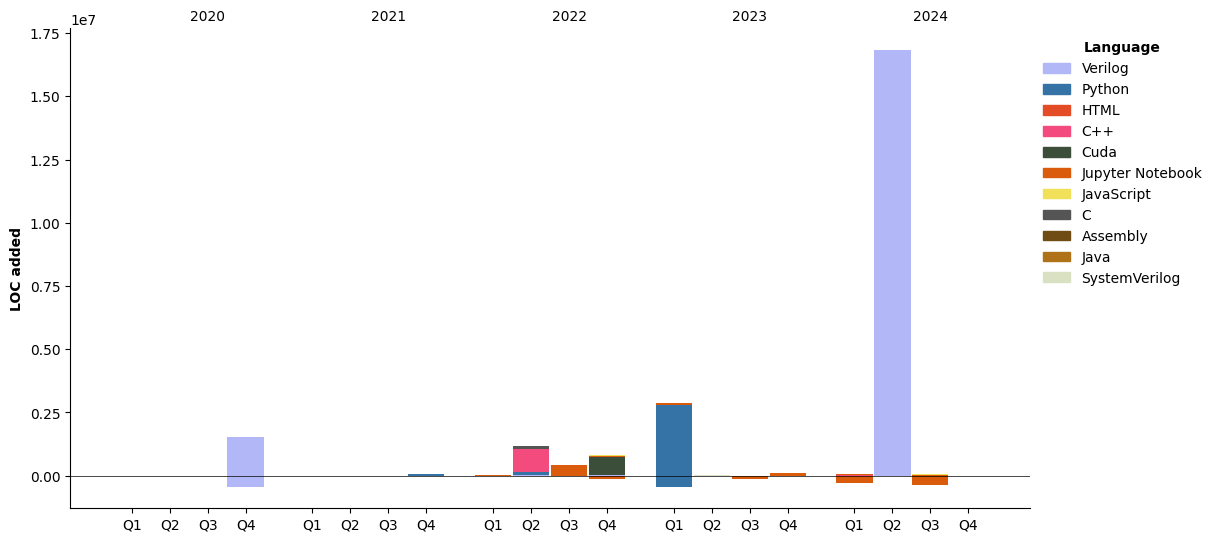 2020 2021 2022 2023 2024
1e7
1.75
1.50
1.25
1.00
0.75
0.50
0.25
0.00
LOC added
Q1 Q2 Q3 Q4 Q1 Q2 Q3 Q4 Q1 Q2 Q3 Q4 Q1 Q2 Q3 Q4 Q1 Q2 Q3 Q4
Language
Verilog
Python
HTML
C++
Cuda
Jupyter Notebook
JavaScript
C
Assembly
Java
SystemVerilog